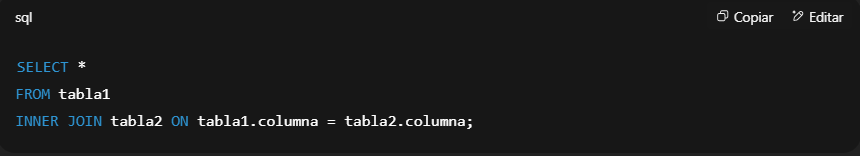 sql Copiar Editar
SELECT *
FROM tabla1
INNER JOIN tabla2 ON tabla1.columna = tabla2.columna;